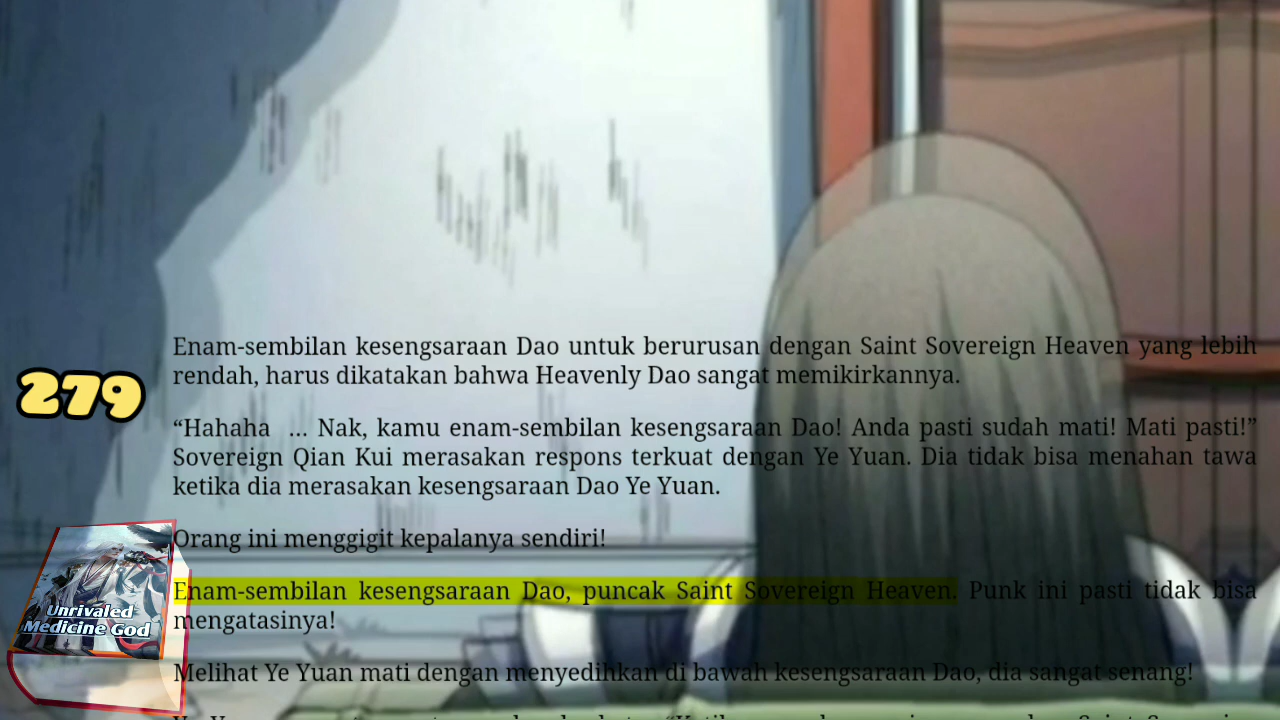 Enam-sembilan kesengsaraan Dao untuk berurusan dengan Saint Sovereign Heaven yang lebih
rendah, harus dikatakan bahwa Heavenly Dao sangat memikirkannya.
279
“Hahaha ... Nak, kamu enam-sembilan kesengsaraan Dao! Anda pasti sudah mati! Mati pasti!”
Sovereign Qian Kui merasakan respons terkuat dengan Ye Yuan. Dia tidak bisa menahan tawa
ketika dia merasakan kesengsaraan Dao Ye Yuan.
Orang ini menggigit kepalanya sendiri!
Enam-sembilan kesengsaraan Dao, puncak Saint Sovereign Heaven. Punk ini pasti tidak bisa
mengatasinya!
Unrivaled
Medicine God
Melihat Ye Yuan mati dengan menyedihkan di bawah kesengsaraan Dao, dia sangat senang!